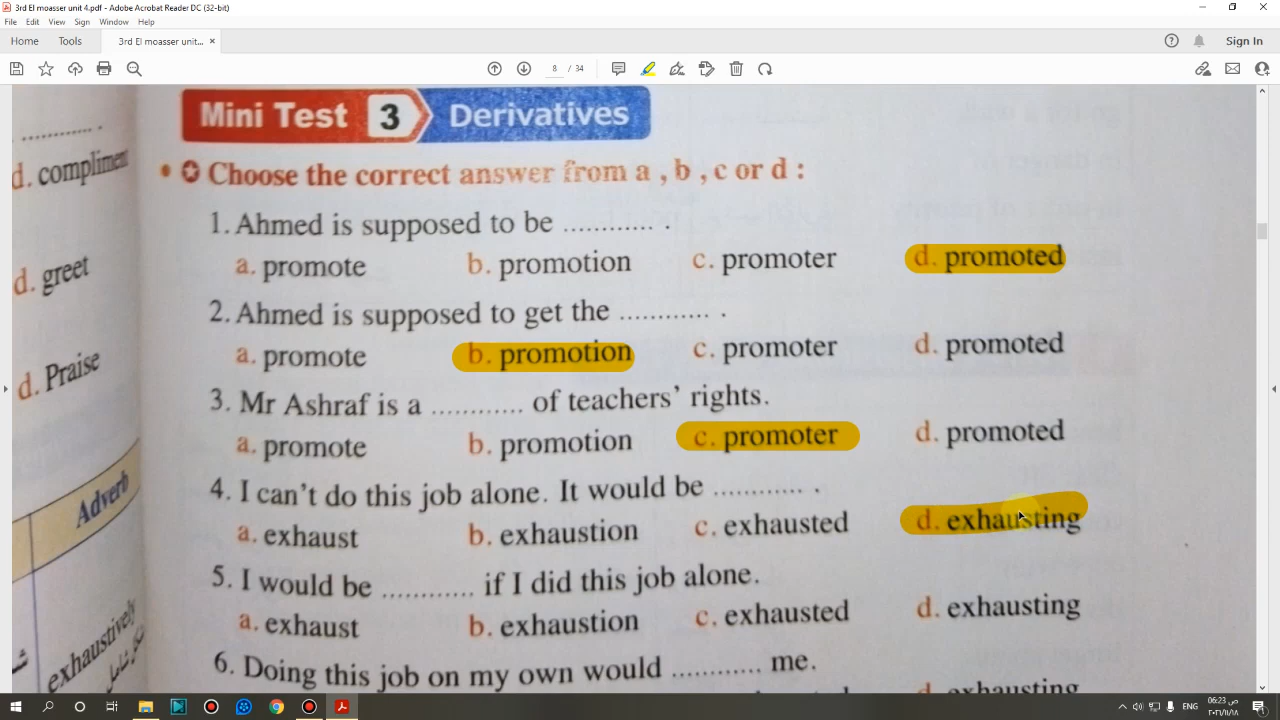 3rd El moasser unit 4.pdf - Adobe Acrobat Reader DC (32-bit)
File Edit View Sign Window Help
Home Tools 3rd El moasser unit... × Sign In
8 / 34
Mini Test 3 Derivatives
Choose the correct answer from a , b , c or d :
1. Ahmed is supposed to be ............ .
a. promote b. promotion c. promoter d. promoted
2. Ahmed is supposed to get the ............ .
a. promote b. promotion c. promoter d. promoted
3. Mr Ashraf is a ............ of teachers' rights.
a. promote b. promotion c. promoter d. promoted
4. I can't do this job alone. It would be ............ .
a. exhaust b. exhaustion c. exhausted d. exhausting
5. I would be ............ if I did this job alone.
a. exhaust b. exhaustion c. exhausted d. exhausting
6. Doing this job on my own would ............ me.
d. exhausting
............ .
d. compliment
d. greet
d. Praise
Adverb
exhaustively
ENG
06:23 ص